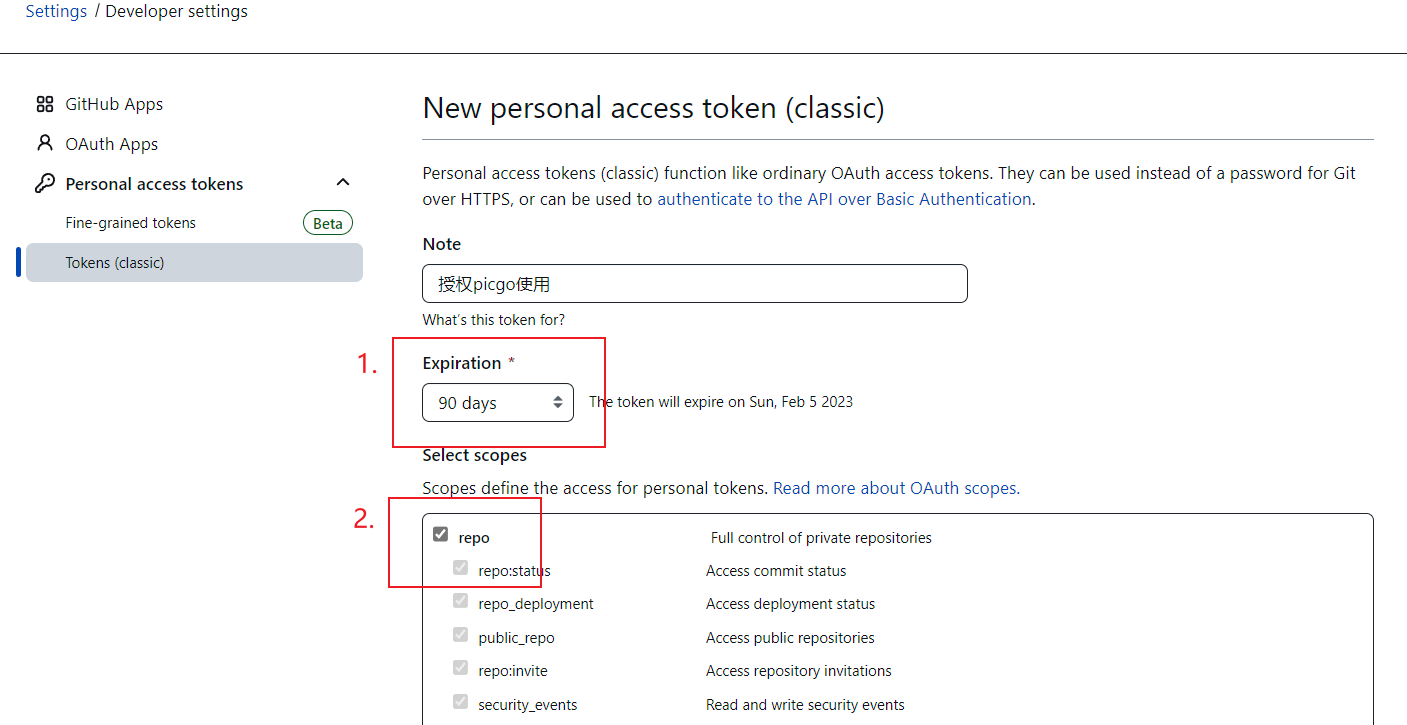 Settings / Developer settings
GitHub Apps
OAuth Apps
Personal access tokens
Fine-grained tokens Beta
Tokens (classic)
New personal access token (classic)
Personal access tokens (classic) function like ordinary OAuth access tokens. They can be used instead of a password for Git
over HTTPS, or can be used to authenticate to the API over Basic Authentication.
Note
授权picgo使用
What's this token for?
1.
Expiration *
90 days The token will expire on Sun, Feb 5 2023
Select scopes
Scopes define the access for personal tokens. Read more about OAuth scopes.
2.
repo Full control of private repositories
repo:status Access commit status
repo_deployment Access deployment status
public_repo Access public repositories
repo:invite Access repository invitations
security_events Read and write security events